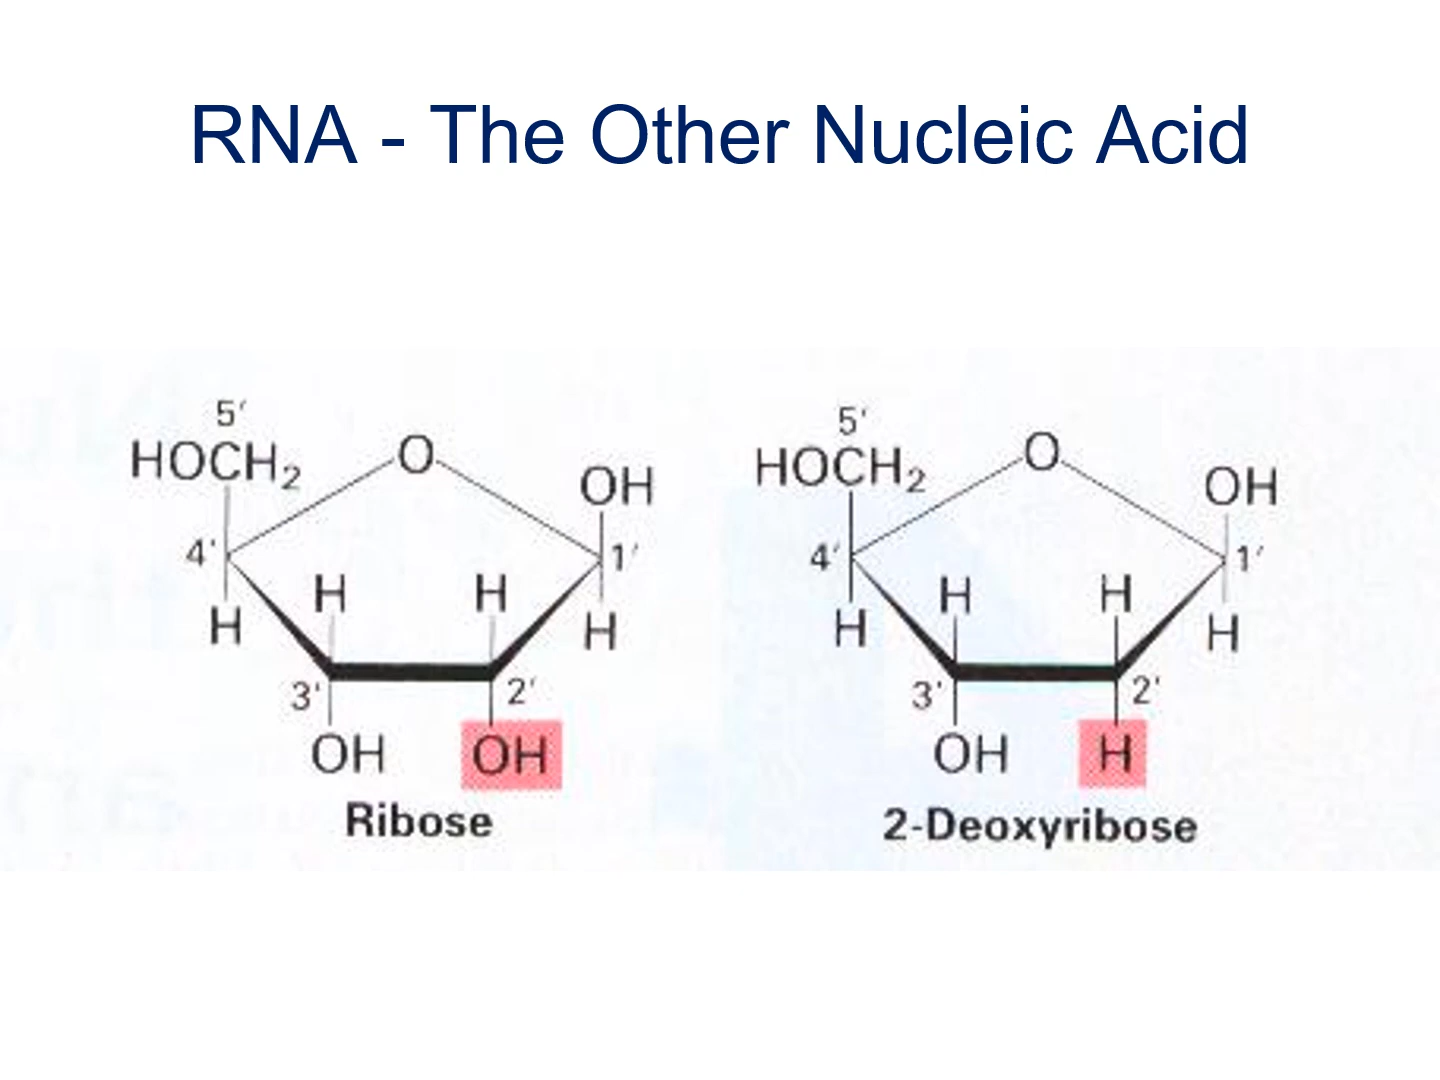 RNA - The Other Nucleic Acid
5′
HOCH₂
O
OH
4′
1′
H
H
H
H
3′
2′
OH
OH
Ribose
5′
HOCH₂
O
OH
4′
1′
H
H
H
H
3′
2′
OH
H
2-Deoxyribose